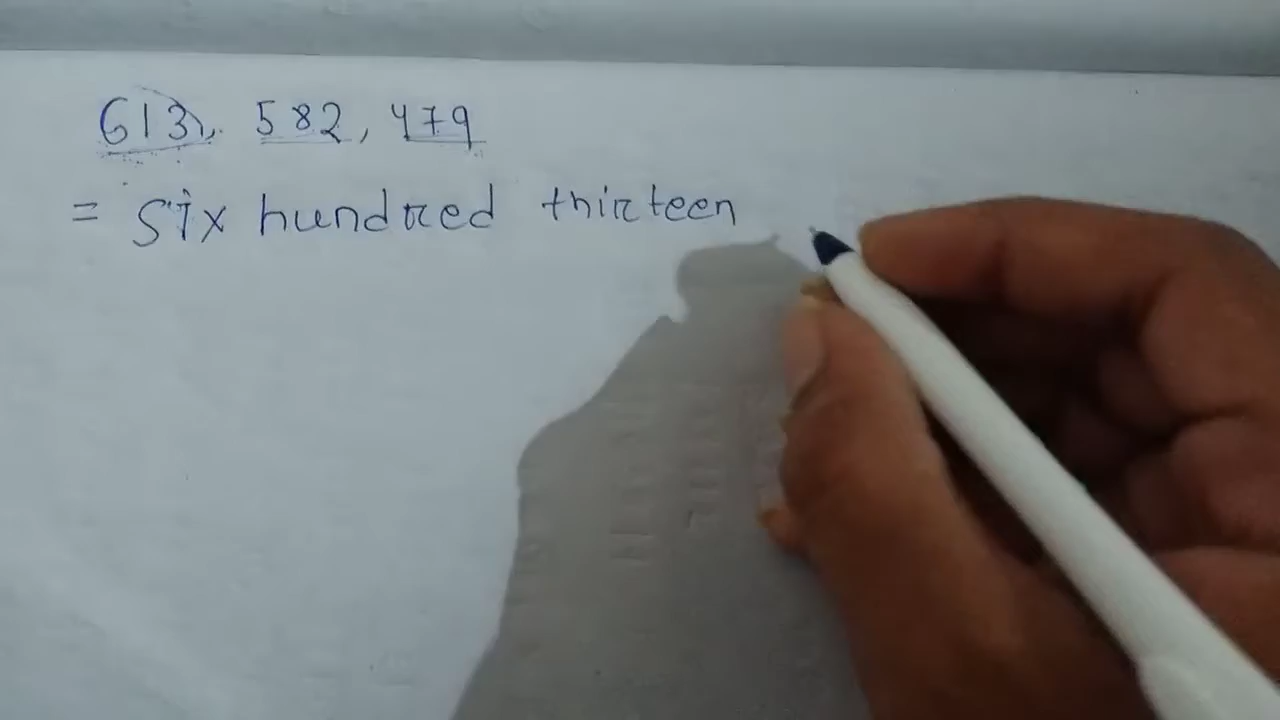 613, 582, 479
= six hundred thirteen